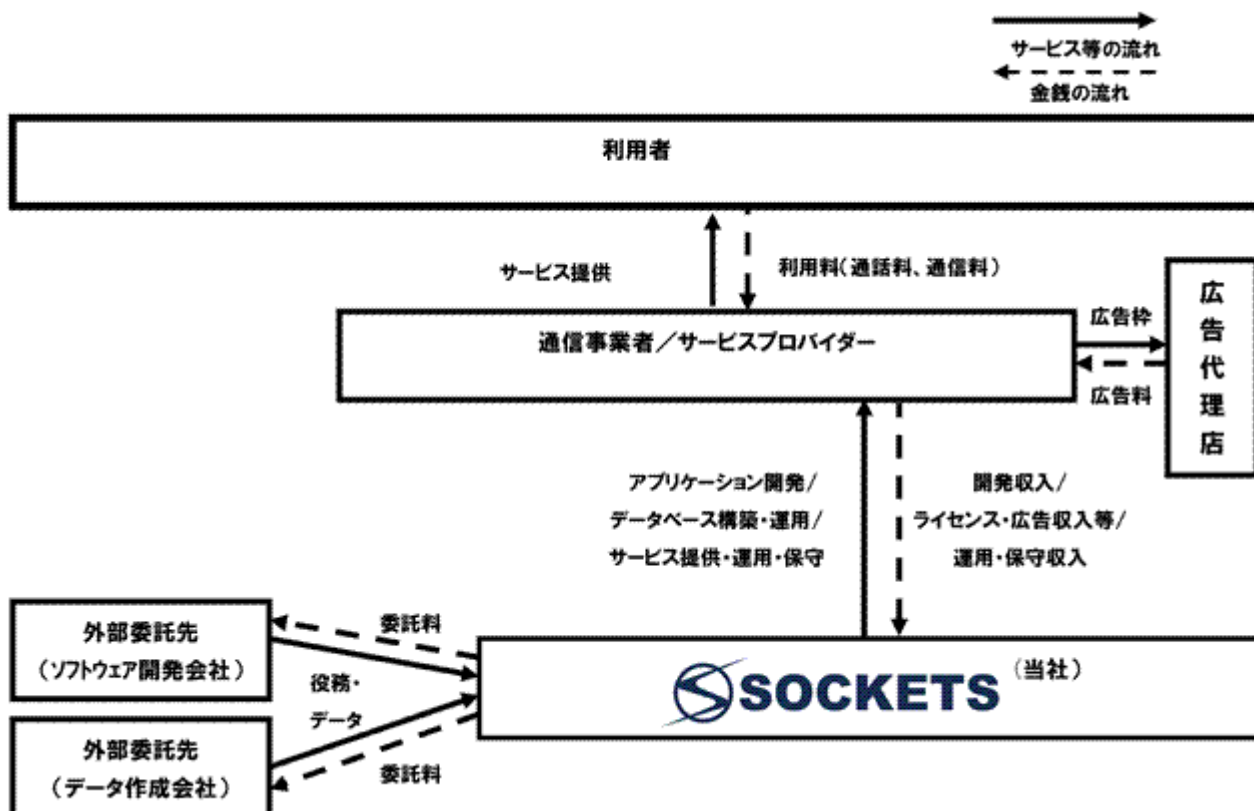 サービス等の流れ
金銭の流れ
利用者
サービス提供
利用料(通話料、通信料)
通信事業者/サービスプロバイダー
広告枠
広告料
広告代理店
アプリケーション開発/
データベース構築・運用/
サービス提供・運用・保守
開発収入/
ライセンス・広告収入等/
運用・保守収入
外部委託先
(ソフトウェア開発会社)
委託料
役務・
データ
SOCKETS
(当社)
外部委託先
(データ作成会社)
委託料